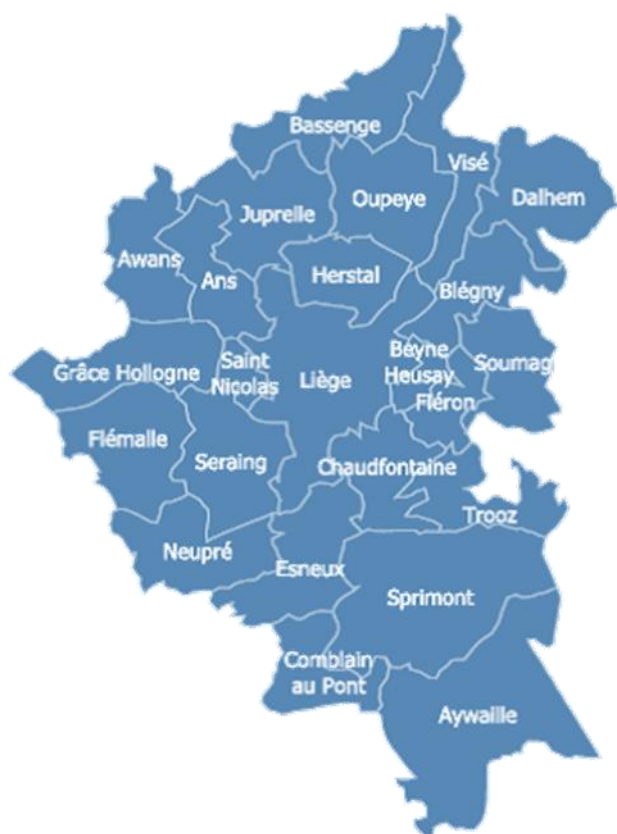 Bassenge
Visé
Dalhem
Juprelle
Oupeye
Awans
Ans
Herstal
Blégny
Grâce Hollogne
Saint
Nicolas
Liège
Beyne
Heusay
Soumag
Fléron
Flémalle
Seraing
Chaudfontaine
Trooz
Neupré
Esneux
Sprimont
Comblain
au Pont
Aywaille